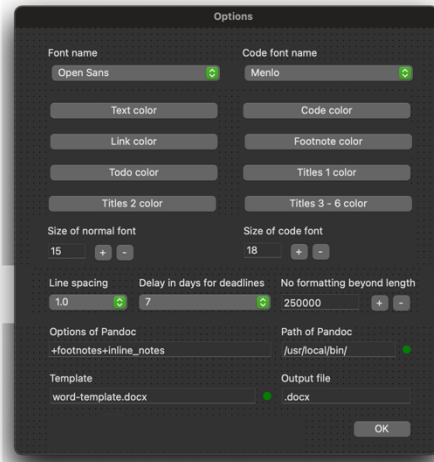 Options
Font name Code font name
Open Sans Menlo
Text color Code color
Link color Footnote color
Todo color Titles 1 color
Titles 2 color Titles 3 - 6 color
Size of normal font Size of code font
15 + - 18 + -
Line spacing Delay in days for deadlines No formatting beyond length
1.0 7 250000 + -
Options of Pandoc Path of Pandoc
+footnotes+inline_notes /usr/local/bin/
Template Output file
word-template.docx .docx
OK